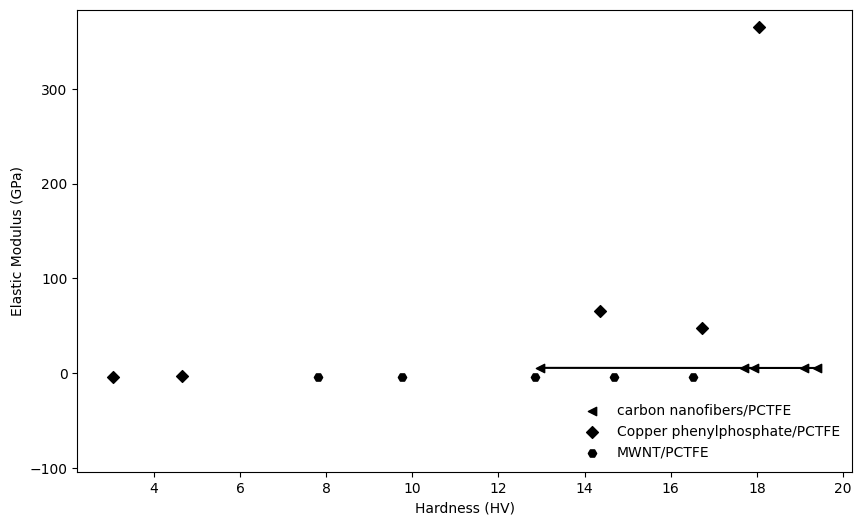 300
200
100
0
−100
Elastic Modulus (GPa)
carbon nanofibers/PCTFE
Copper phenylphosphate/PCTFE
MWNT/PCTFE
4 6 8 10 12 14 16 18 20
Hardness (HV)